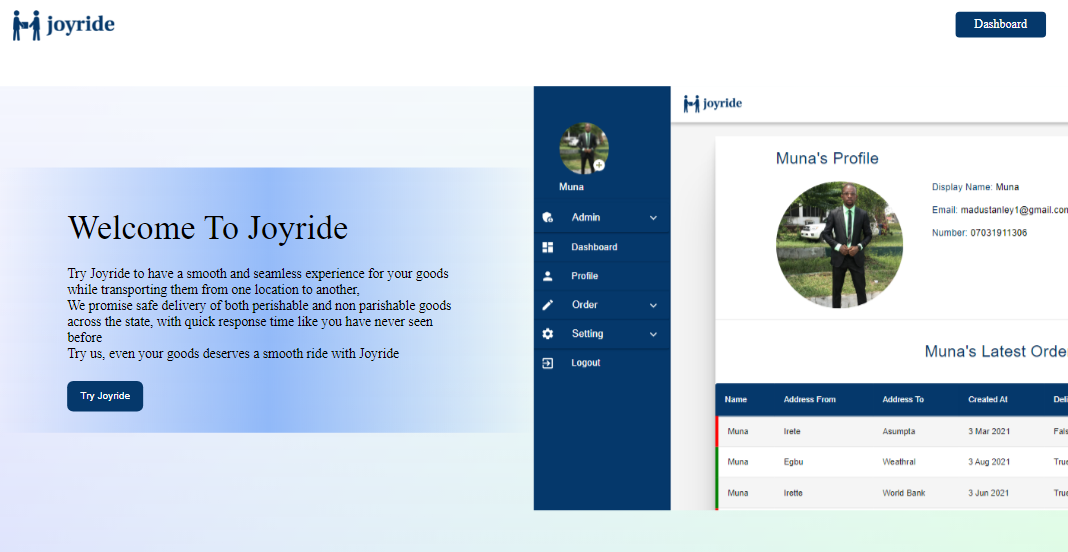 joyride
Dashboard
Welcome To Joyride
Try Joyride to have a smooth and seamless experience for your goods
while transporting them from one location to another,
We promise safe delivery of both perishable and non parishable goods
across the state, with quick response time like you have never seen
before
Try us, even your goods deserves a smooth ride with Joyride
Try Joyride
Muna
Admin
Dashboard
Profile
Order
Setting
Logout
joyride
Muna's Profile
Display Name: Muna
Email: madustanley1@gmail.con
Number: 07031911306
Muna's Latest Order
Name Address From Address To Created At Deli
Muna Irete Asumpta 3 Mar 2021 Fals
Muna Egbu Weathral 3 Aug 2021 True
Muna Irette World Bank 3 Jun 2021 True